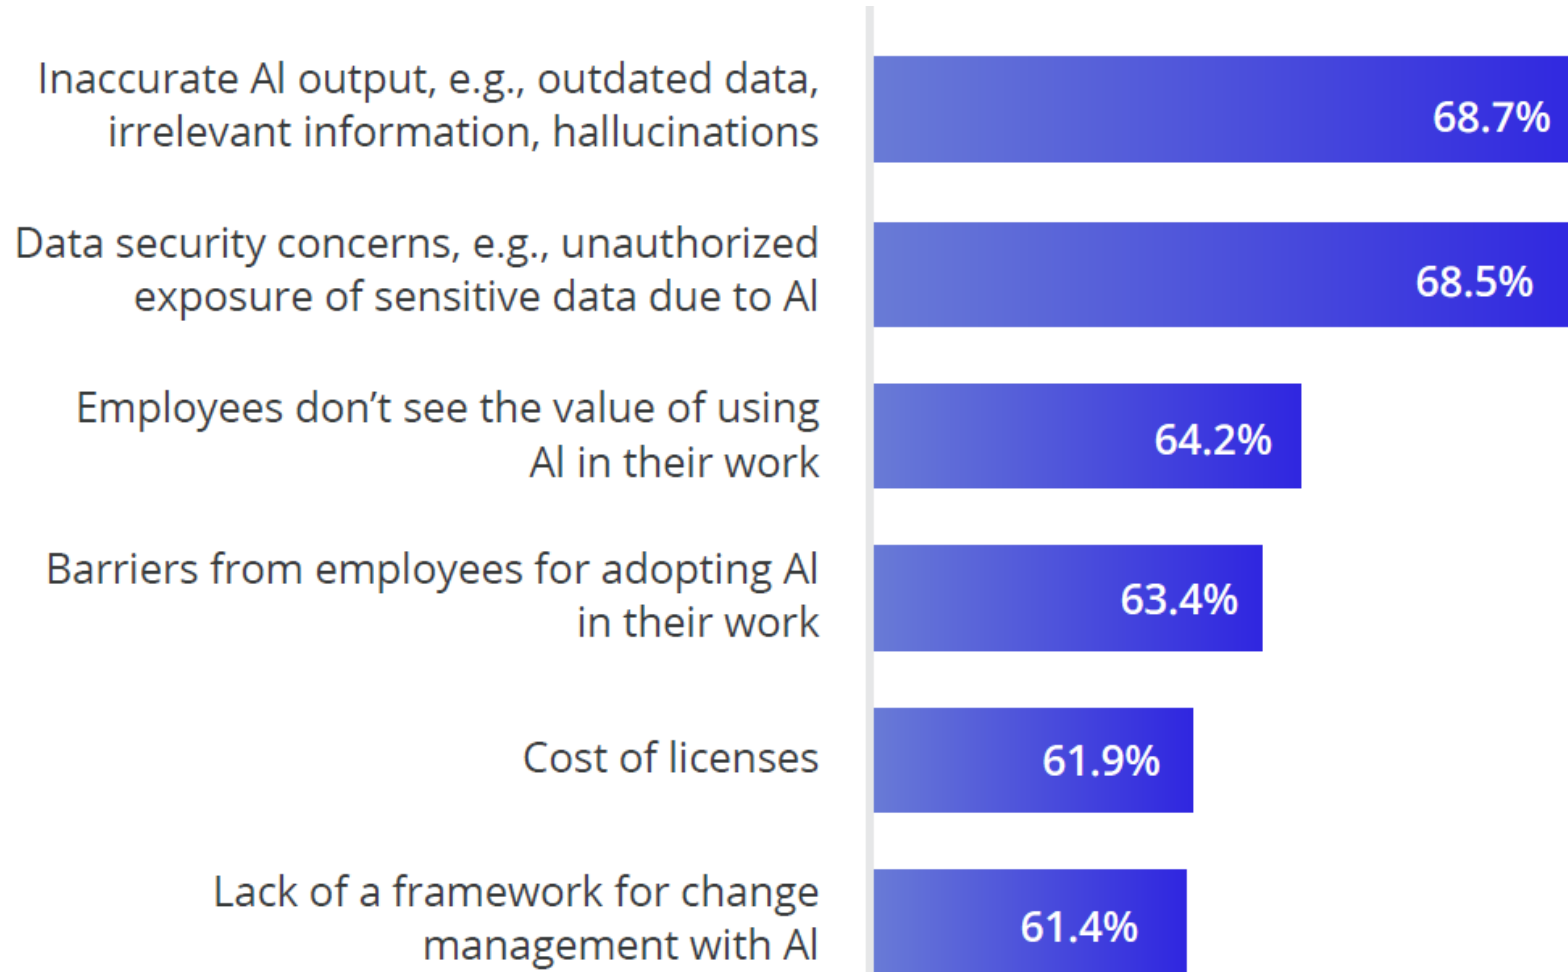 Inaccurate AI output, e.g., outdated data,
irrelevant information, hallucinations
68.7%
Data security concerns, e.g., unauthorized
exposure of sensitive data due to AI
68.5%
Employees don’t see the value of using
AI in their work
64.2%
Barriers from employees for adopting AI
in their work
63.4%
Cost of licenses
61.9%
Lack of a framework for change
management with AI
61.4%